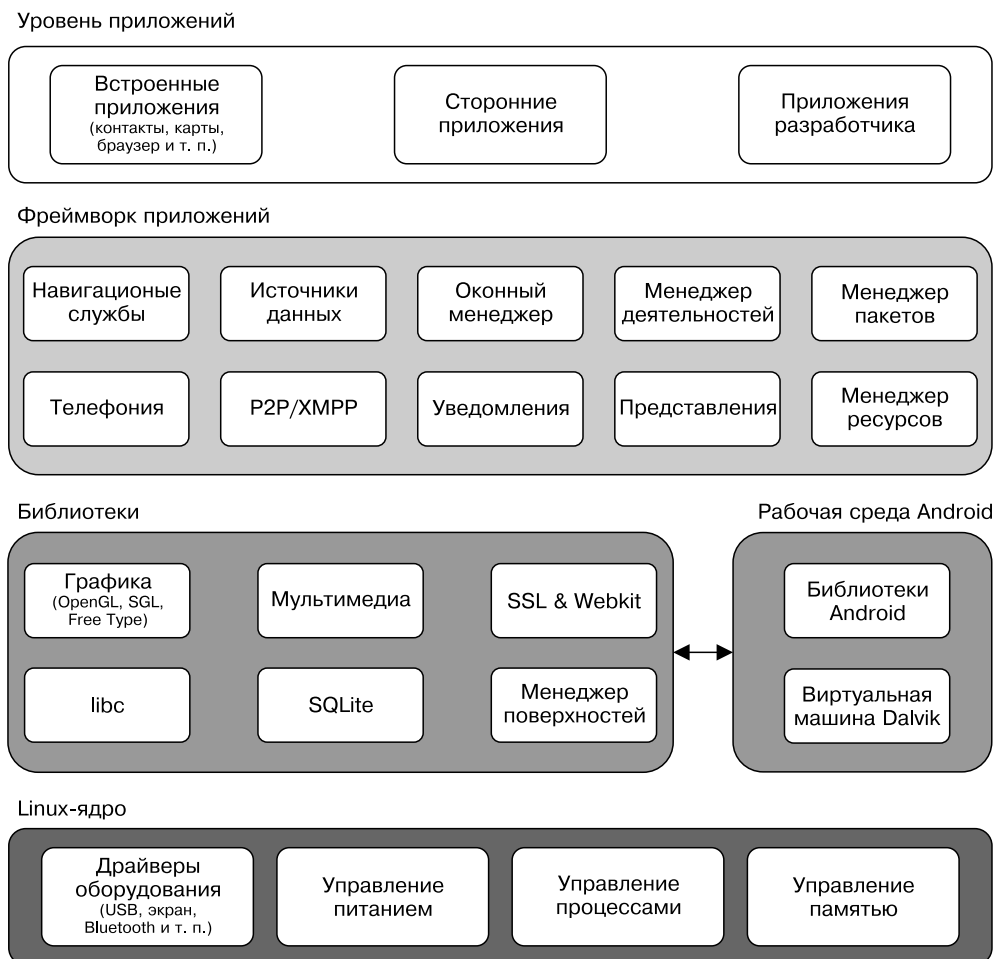 Уровень приложений
Встроенные
приложения
(контакты, карты,
браузер и т. п.)
Сторонние
приложения
Приложения
разработчика
Фреймворк приложений
Навигационые
службы
Источники
данных
Оконный
менеджер
Менеджер
деятельностей
Менеджер
пакетов
Телефония
P2P/XMPP
Уведомления
Представления
Менеджер
ресурсов
Библиотеки
Рабочая среда Android
Графика
(OpenGL, SGL,
Free Type)
Мультимедиа
SSL & Webkit
Библиотеки
Android
libc
SQLite
Менеджер
поверхностей
Виртуальная
машина Dalvik
Linux-ядро
Драйверы
оборудования
(USB, экран,
Bluetooth и т. п.)
Управление
питанием
Управление
процессами
Управление
памятью